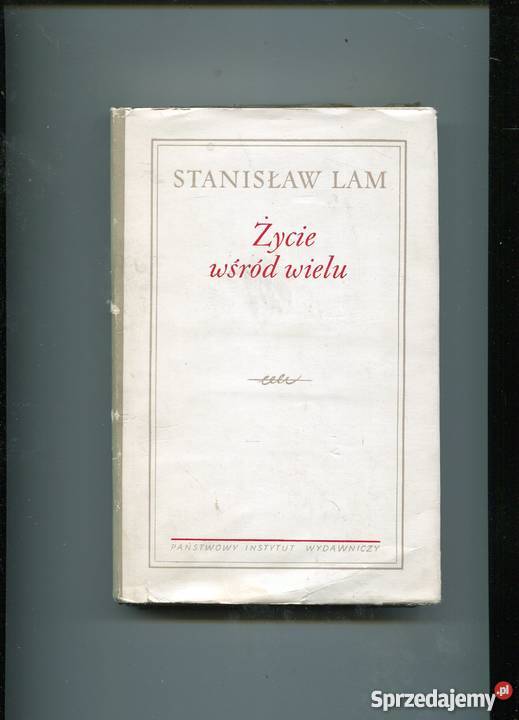 STANISŁAW LAM
Życie
wśród wielu
PAŃSTWOWY INSTYTUT WYDAWNICZY
Sprzedajemy.pl